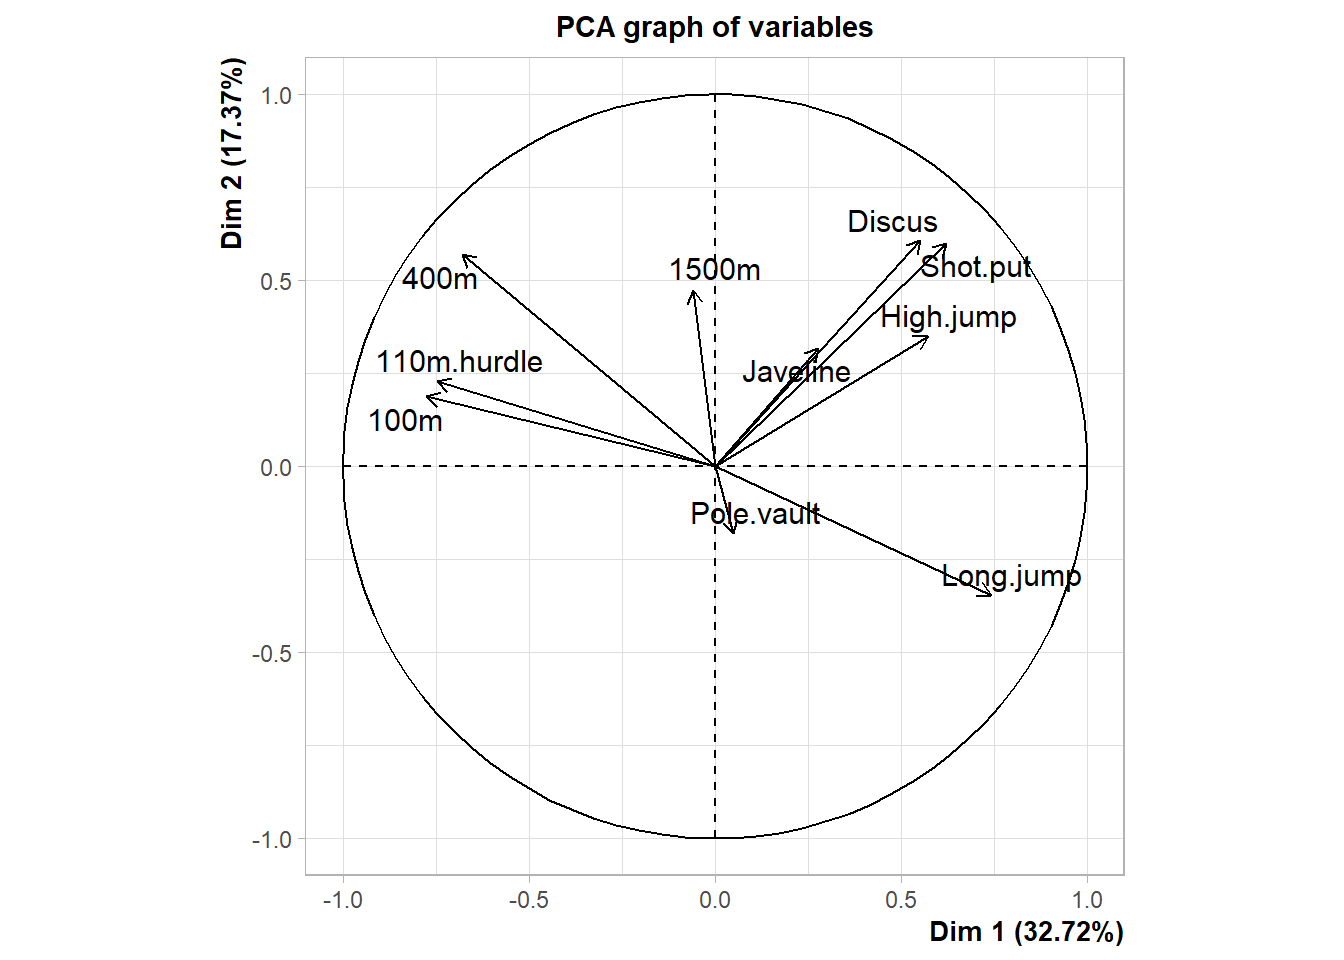 PCA graph of variables
Dim 2 (17.37%)
1.0
0.5
0.0
-0.5
-1.0
Discus
Shot.put
400m
1500m
High.jump
110m.hurdle
Javeline
100m
Pole.vault
Long.jump
-1.0
-0.5
0.0
0.5
1.0
Dim 1 (32.72%)